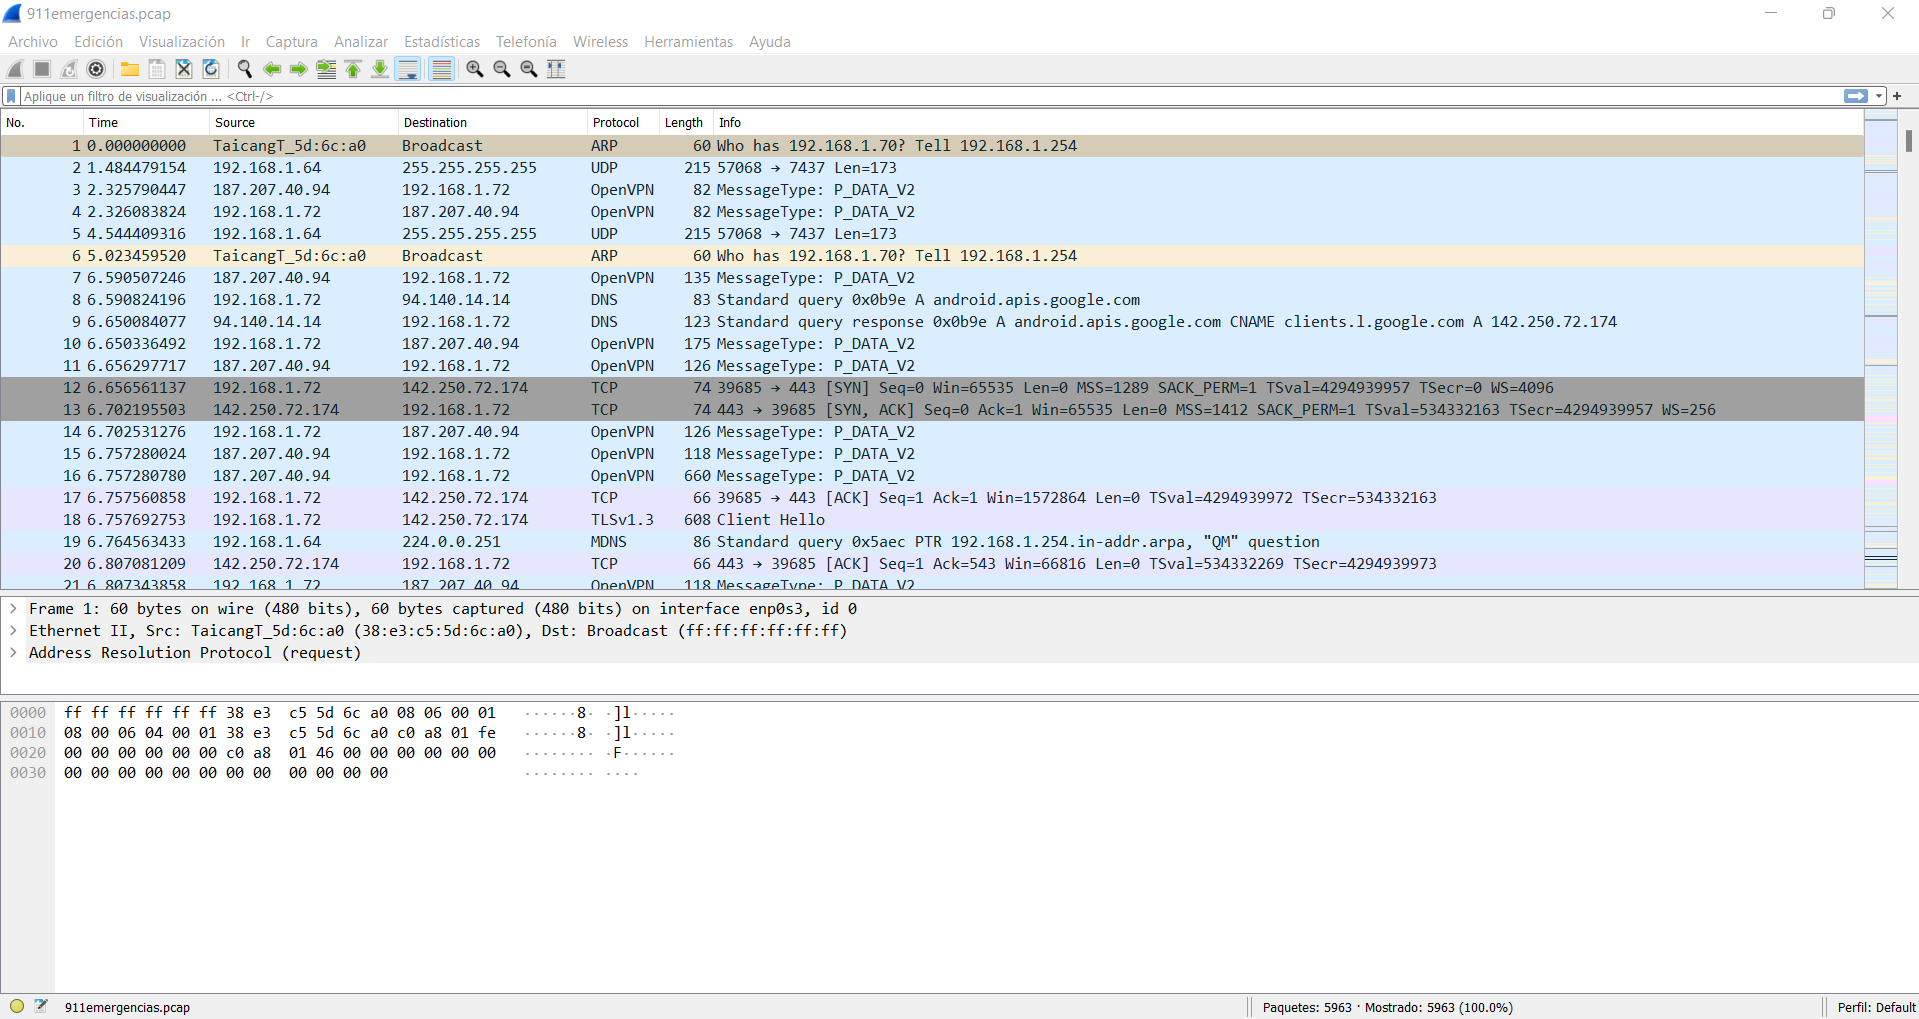 911emergencias.pcap
Archivo Edición Visualización Ir Captura Analizar Estadísticas Telefonía Wireless Herramientas Ayuda
Aplique un filtro de visualización ... <Ctrl-/>
No. Time Source Destination Protocol Length Info
1 0.000000000 TaicangT_5d:6c:a0 Broadcast ARP 60 Who has 192.168.1.70? Tell 192.168.1.254
2 1.484479154 192.168.1.64 255.255.255.255 UDP 215 57068 → 7437 Len=173
3 2.325790447 187.207.40.94 192.168.1.72 OpenVPN 82 MessageType: P_DATA_V2
4 2.326083824 192.168.1.72 187.207.40.94 OpenVPN 82 MessageType: P_DATA_V2
5 4.544409316 192.168.1.64 255.255.255.255 UDP 215 57068 → 7437 Len=173
6 5.023459520 TaicangT_5d:6c:a0 Broadcast ARP 60 Who has 192.168.1.70? Tell 192.168.1.254
7 6.590507246 187.207.40.94 192.168.1.72 OpenVPN 135 MessageType: P_DATA_V2
8 6.590824196 192.168.1.72 94.140.14.14 DNS 83 Standard query 0x0b9e A android.apis.google.com
9 6.650084077 94.140.14.14 192.168.1.72 DNS 123 Standard query response 0x0b9e A android.apis.google.com CNAME clients.l.google.com A 142.250.72.174
10 6.650336492 192.168.1.72 187.207.40.94 OpenVPN 175 MessageType: P_DATA_V2
11 6.656297717 187.207.40.94 192.168.1.72 OpenVPN 126 MessageType: P_DATA_V2
12 6.656561137 192.168.1.72 142.250.72.174 TCP 74 39685 → 443 [SYN] Seq=0 Win=65535 Len=0 MSS=1289 SACK_PERM=1 TSval=4294939957 TSecr=0 WS=4096
13 6.702195503 142.250.72.174 192.168.1.72 TCP 74 443 → 39685 [SYN, ACK] Seq=0 Ack=1 Win=65535 Len=0 MSS=1412 SACK_PERM=1 TSval=534332163 TSecr=4294939957 WS=256
14 6.702531276 192.168.1.72 187.207.40.94 OpenVPN 126 MessageType: P_DATA_V2
15 6.757280024 187.207.40.94 192.168.1.72 OpenVPN 118 MessageType: P_DATA_V2
16 6.757280780 187.207.40.94 192.168.1.72 OpenVPN 660 MessageType: P_DATA_V2
17 6.757560858 192.168.1.72 142.250.72.174 TCP 66 39685 → 443 [ACK] Seq=1 Ack=1 Win=1572864 Len=0 TSval=4294939972 TSecr=534332163
18 6.757692753 192.168.1.72 142.250.72.174 TLSv1.3 608 Client Hello
19 6.764563433 192.168.1.64 224.0.0.251 MDNS 86 Standard query 0x5aec PTR 192.168.1.254.in-addr.arpa, "QM" question
20 6.807081209 142.250.72.174 192.168.1.72 TCP 66 443 → 39685 [ACK] Seq=1 Ack=543 Win=66816 Len=0 TSval=534332269 TSecr=4294939973
21 6.807343858 192.168.1.72 187.207.40.94 OpenVPN 118 MessageType: P_DATA_V2
> Frame 1: 60 bytes on wire (480 bits), 60 bytes captured (480 bits) on interface enp0s3, id 0
> Ethernet II, Src: TaicangT_5d:6c:a0 (38:e3:c5:5d:6c:a0), Dst: Broadcast (ff:ff:ff:ff:ff:ff)
> Address Resolution Protocol (request)
0000 ff ff ff ff ff ff 38 e3 c5 5d 6c a0 08 06 00 01 ······8· ·]l·····
0010 08 00 06 04 00 01 38 e3 c5 5d 6c a0 c0 a8 01 fe ······8· ·]l·····
0020 00 00 00 00 00 00 c0 a8 01 46 00 00 00 00 00 00 ········ ·F······
0030 00 00 00 00 00 00 00 00 00 00 00 00 ········ ····
911emergencias.pcap Paquetes: 5963 · Mostrado: 5963 (100.0%) Perfil: Default